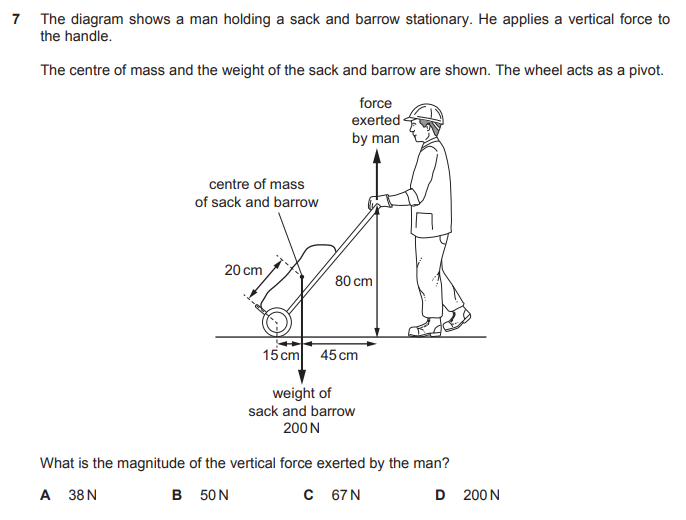 7 The diagram shows a man holding a sack and barrow stationary. He applies a vertical force to
the handle.
The centre of mass and the weight of the sack and barrow are shown. The wheel acts as a pivot.
force
exerted
by man
centre of mass
of sack and barrow
20 cm
80 cm
15 cm 45 cm
weight of
sack and barrow
200 N
What is the magnitude of the vertical force exerted by the man?
A 38 N B 50 N C 67 N D 200 N